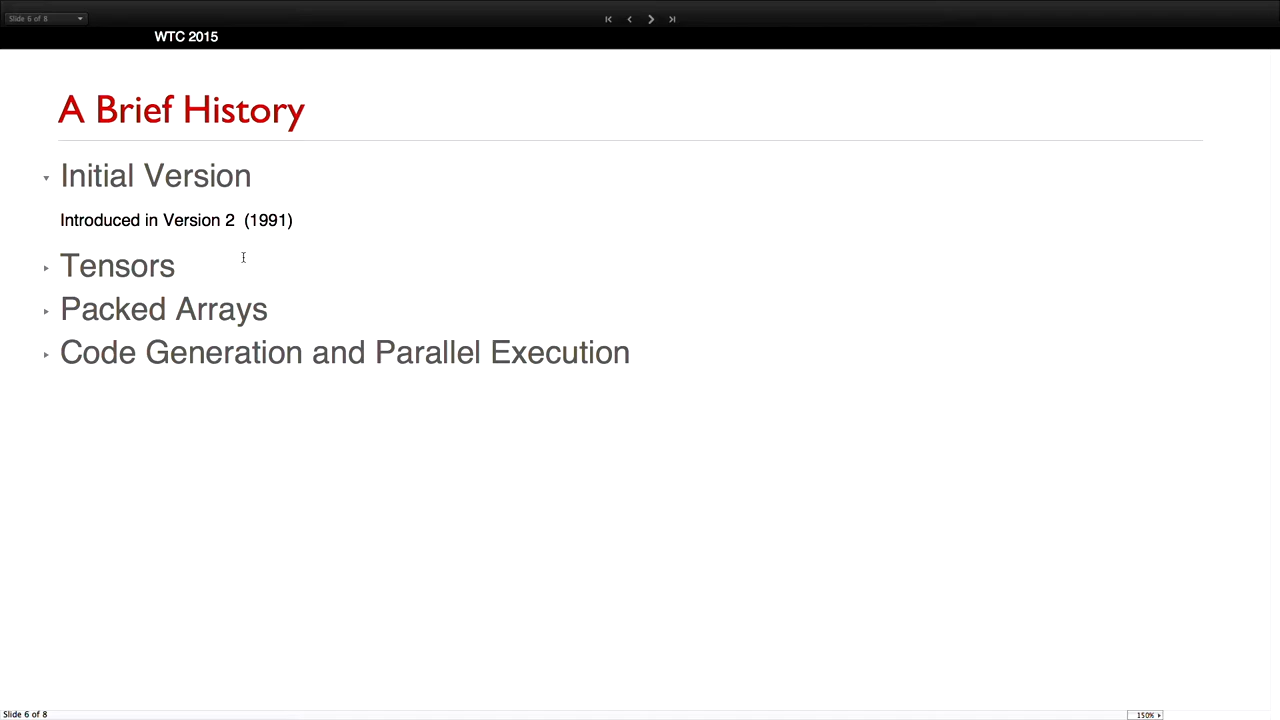 Slide 6 of 8
WTC 2015
A Brief History
Initial Version
Introduced in Version 2 (1991)
Tensors
Packed Arrays
Code Generation and Parallel Execution
Slide 6 of 8
150%